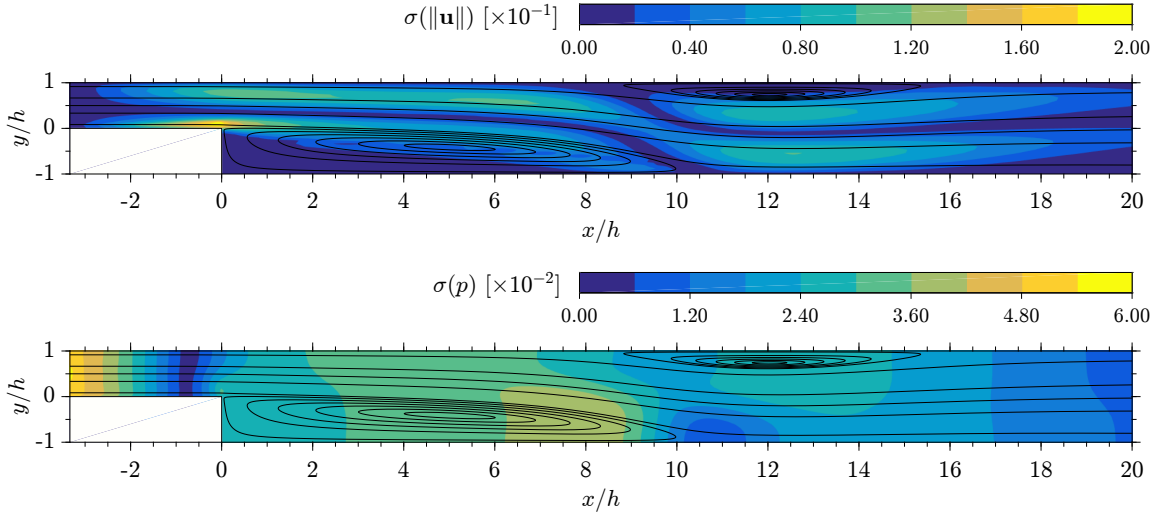 σ(‖u‖) [×10⁻¹]
0.00 0.40 0.80 1.20 1.60 2.00
1
0
-1
y/h
-2 0 2 4 6 8 10 12 14 16 18 20
x/h
σ(p) [×10⁻²]
0.00 1.20 2.40 3.60 4.80 6.00
1
0
-1
y/h
-2 0 2 4 6 8 10 12 14 16 18 20
x/h